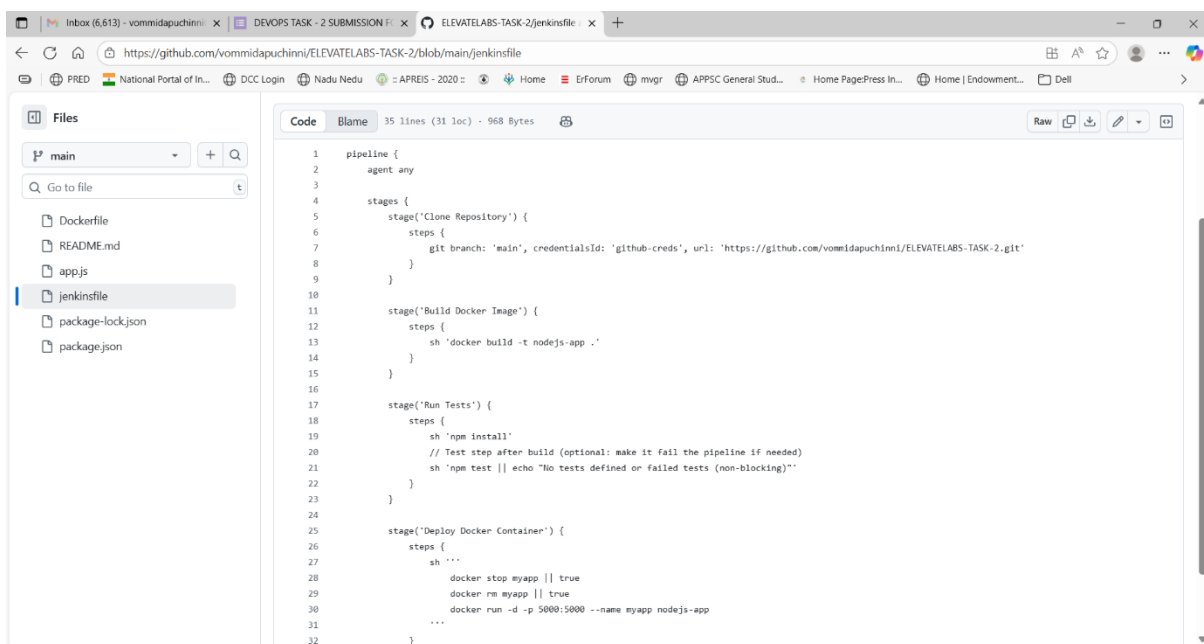 Inbox (6,613) - vommidapuchinni
DEVOPS TASK - 2 SUBMISSION F
ELEVATELABS-TASK-2/jenkinsfile
https://github.com/vommidapuchinni/ELEVATELABS-TASK-2/blob/main/jenkinsfile
PRED National Portal of In... DCC Login Nadu Nedu :: APREIS - 2020 :: Home ErForum mvgr APPSC General Stud... Home Page:Press In... Home | Endowment... Dell
Files
main
Go to file t
Dockerfile
README.md
app.js
jenkinsfile
package-lock.json
package.json
Code Blame 35 lines (31 loc) · 968 Bytes Raw
1 pipeline {
2 agent any
3
4 stages {
5 stage('Clone Repository') {
6 steps {
7 git branch: 'main', credentialsId: 'github-creds', url: 'https://github.com/vommidapuchinni/ELEVATELABS-TASK-2.git'
8 }
9 }
10
11 stage('Build Docker Image') {
12 steps {
13 sh 'docker build -t nodejs-app .'
14 }
15 }
16
17 stage('Run Tests') {
18 steps {
19 sh 'npm install'
20 // Test step after build (optional: make it fail the pipeline if needed)
21 sh 'npm test || echo "No tests defined or failed tests (non-blocking)"'
22 }
23 }
24
25 stage('Deploy Docker Container') {
26 steps {
27 sh '''
28 docker stop myapp || true
29 docker rm myapp || true
30 docker run -d -p 5000:5000 --name myapp nodejs-app
31 '''
32 }